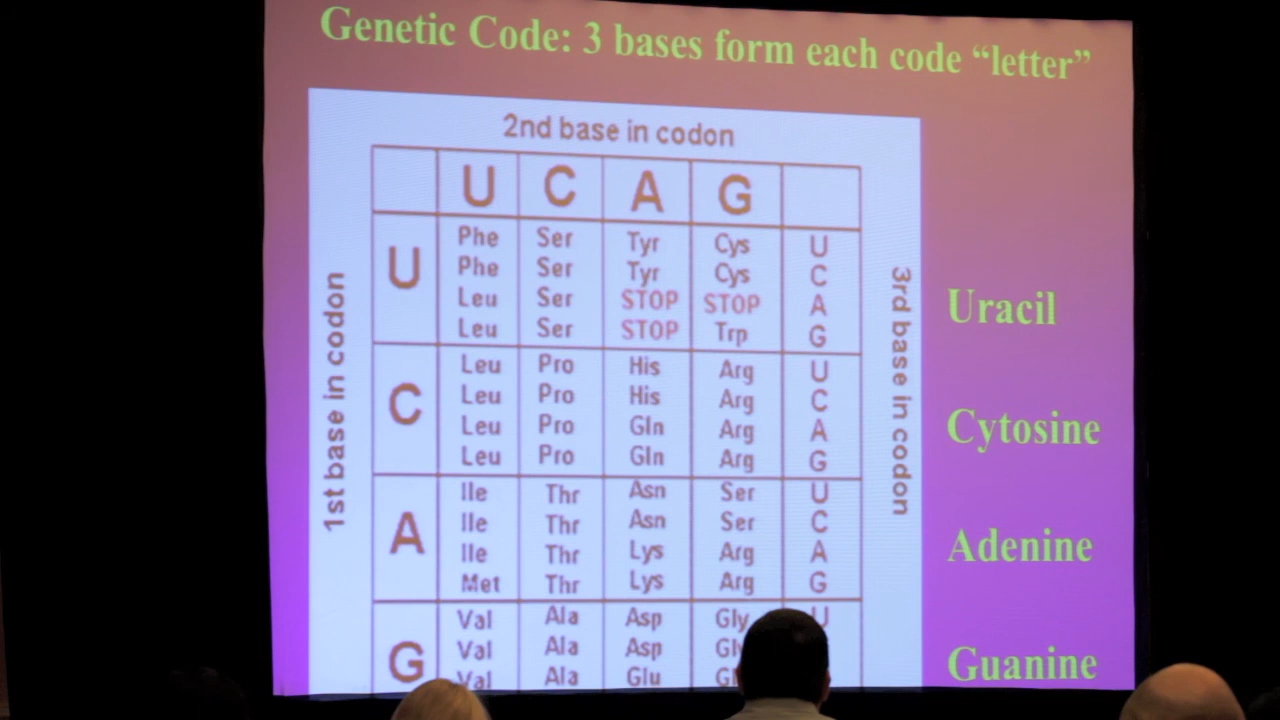 Genetic Code: 3 bases form each code “letter”
2nd base in codon
U C A G
1st base in codon
U
Phe Ser Tyr Cys U
Phe Ser Tyr Cys C
Leu Ser STOP STOP A
Leu Ser STOP Trp G
C
Leu Pro His Arg U
Leu Pro His Arg C
Leu Pro Gln Arg A
Leu Pro Gln Arg G
A
Ile Thr Asn Ser U
Ile Thr Asn Ser C
Ile Thr Lys Arg A
Met Thr Lys Arg G
G
Val Ala Asp Gly U
Val Ala Asp
Val Ala Glu
3rd base in codon
Uracil
Cytosine
Adenine
Guanine